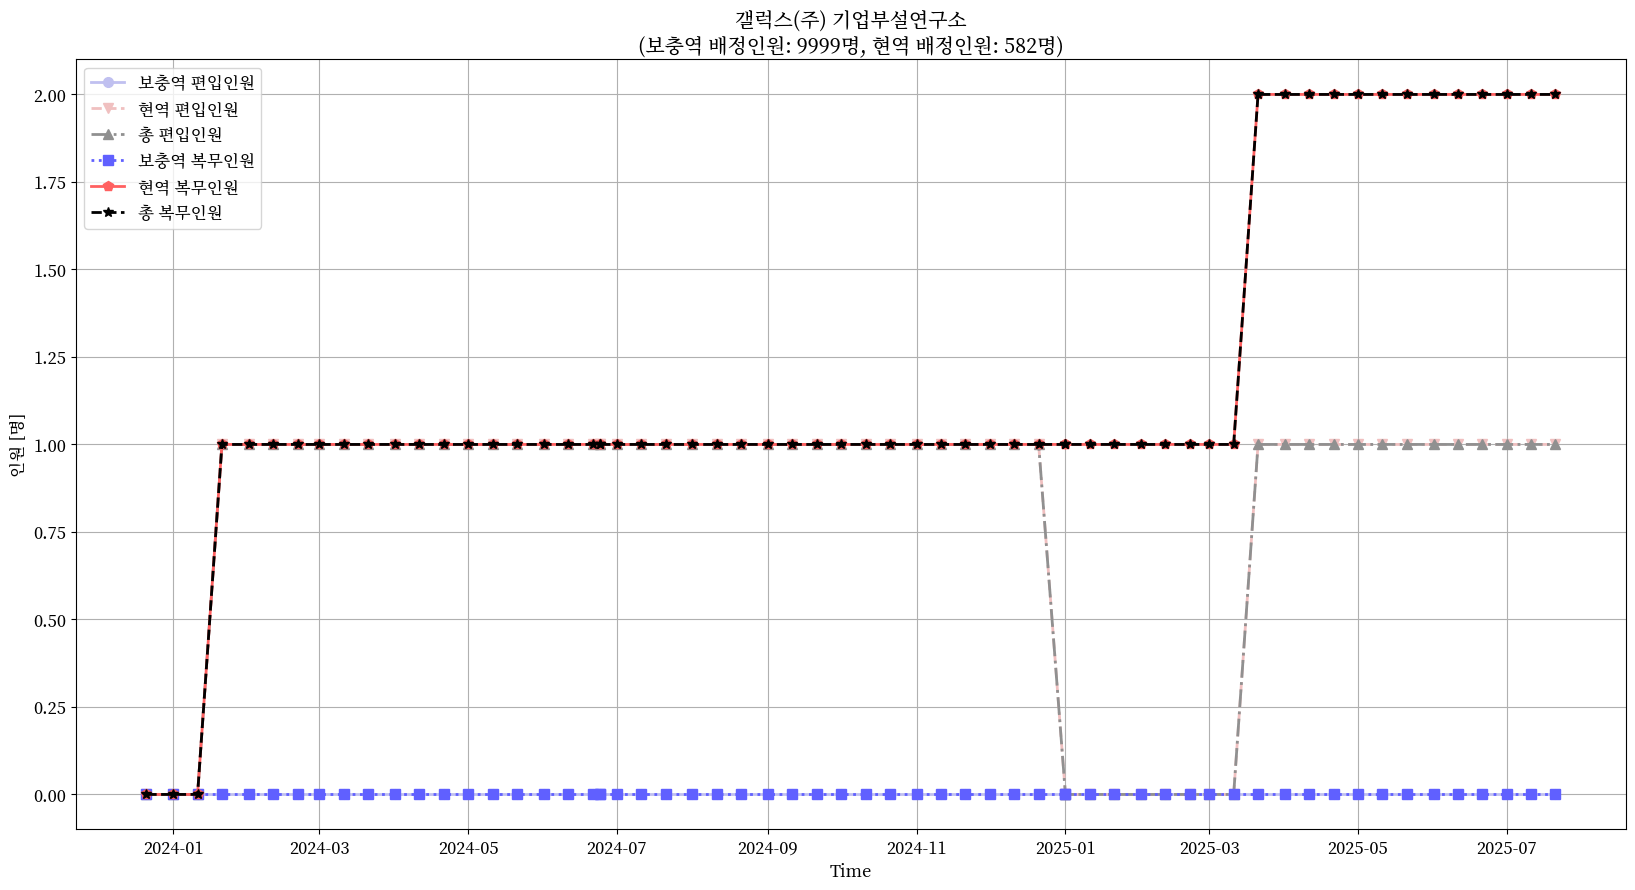 갤럭스(주) 기업부설연구소
(보충역 배정인원: 9999명, 현역 배정인원: 582명)
보충역 편입인원
현역 편입인원
총 편입인원
보충역 복무인원
현역 복무인원
총 복무인원
인원 [명]
2.00
1.75
1.50
1.25
1.00
0.75
0.50
0.25
0.00
2024-01 2024-03 2024-05 2024-07 2024-09 2024-11 2025-01 2025-03 2025-05 2025-07
Time